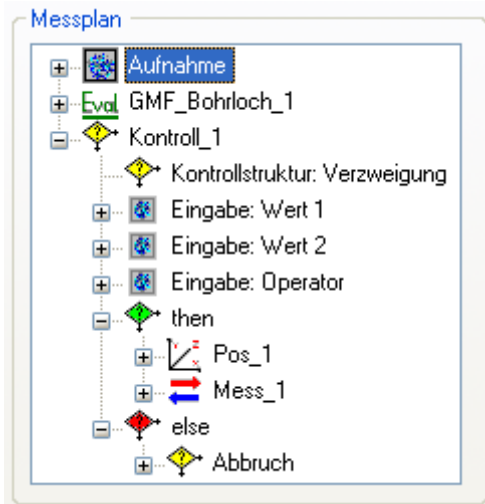 Messplan
Aufnahme
Eval GMF_Bohrloch_1
Kontroll_1
Kontrollstruktur: Verzweigung
Eingabe: Wert 1
Eingabe: Wert 2
Eingabe: Operator
then
Y Z X Pos_1
Mess_1
else
Abbruch